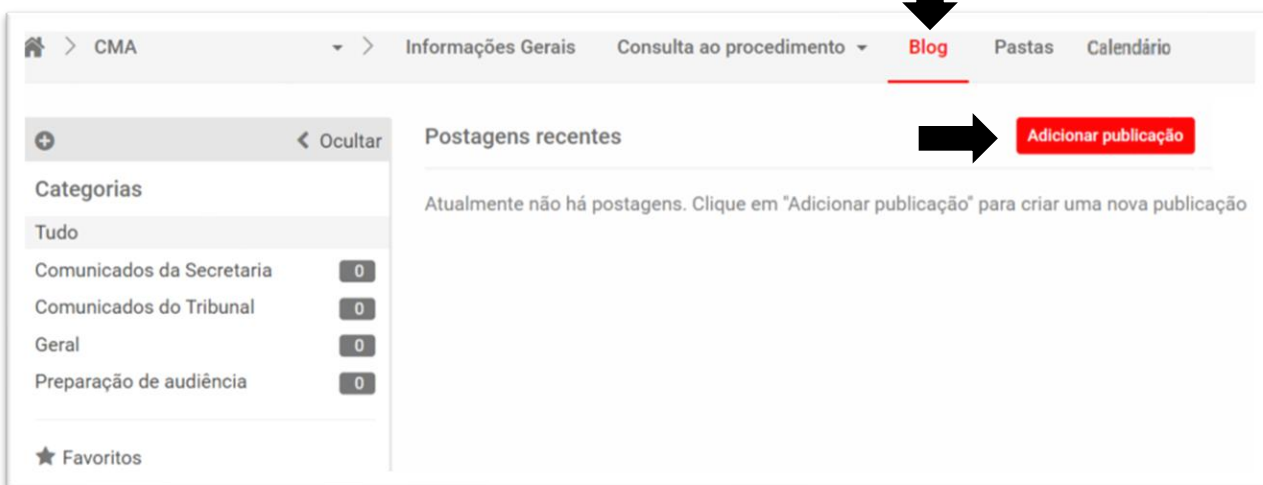 CMA Informações Gerais Consulta ao procedimento Blog Pastas Calendário
Ocultar
Categorias
Tudo
Comunicados da Secretaria 0
Comunicados do Tribunal 0
Geral 0
Preparação de audiência 0
Favoritos
Postagens recentes Adicionar publicação
Atualmente não há postagens. Clique em "Adicionar publicação" para criar uma nova publicação